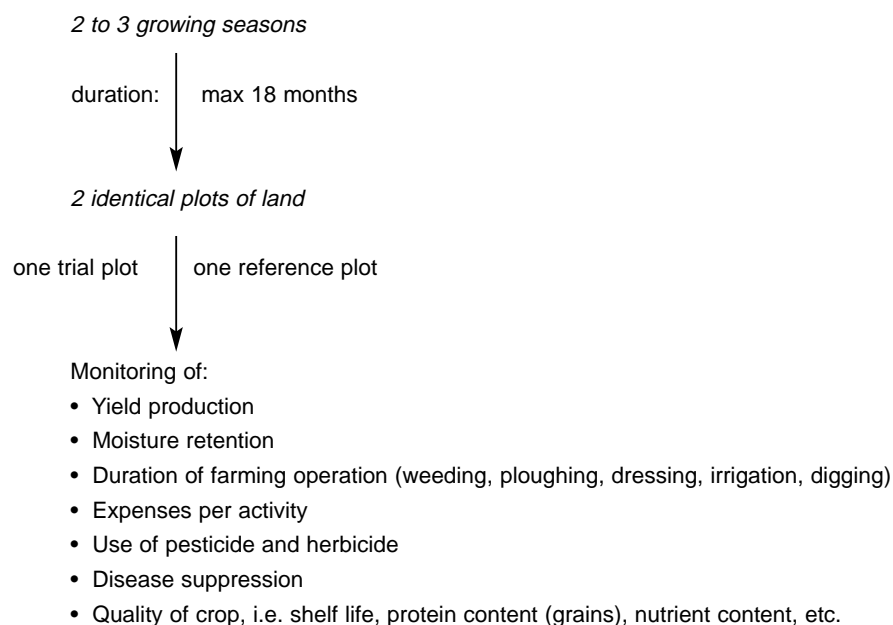 2 to 3 growing seasons
duration: max 18 months
2 identical plots of land
one trial plot one reference plot
Monitoring of:
• Yield production
• Moisture retention
• Duration of farming operation (weeding, ploughing, dressing, irrigation, digging)
• Expenses per activity
• Use of pesticide and herbicide
• Disease suppression
• Quality of crop, i.e. shelf life, protein content (grains), nutrient content, etc.